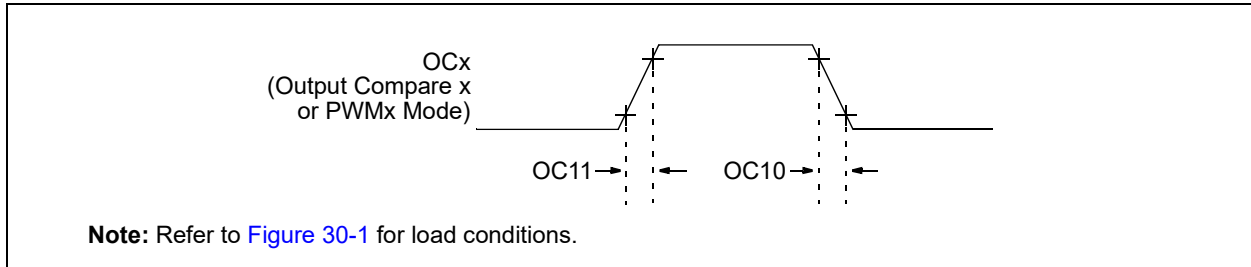 OCx
(Output Compare x
or PWMx Mode)
OC11
OC10
Note: Refer to Figure 30-1 for load conditions.